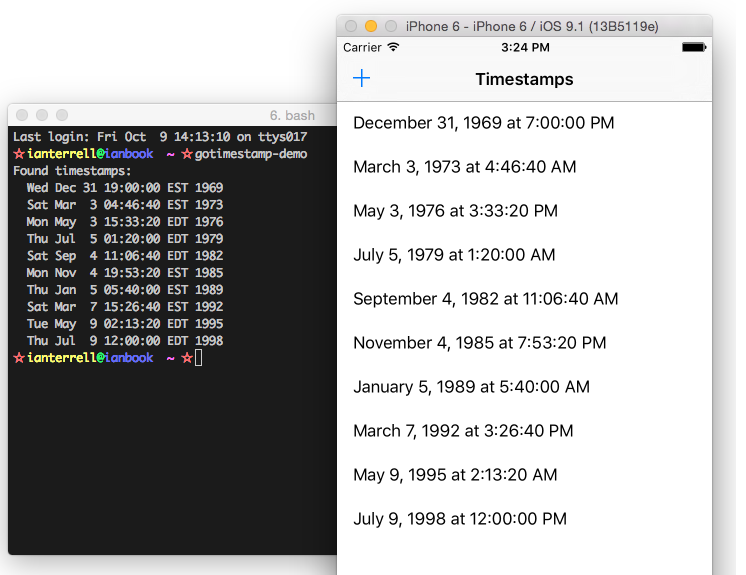 6. bash
Last login: Fri Oct  9 14:13:10 on ttys017
☆ianterrell@ianbook  ~ ☆gotimestamp-demo
Found timestamps:
  Wed Dec 31 19:00:00 EST 1969
  Sat Mar  3 04:46:40 EST 1973
  Mon May  3 15:33:20 EDT 1976
  Thu Jul  5 01:20:00 EDT 1979
  Sat Sep  4 11:06:40 EDT 1982
  Mon Nov  4 19:53:20 EST 1985
  Thu Jan  5 05:40:00 EST 1989
  Sat Mar  7 15:26:40 EST 1992
  Tue May  9 02:13:20 EDT 1995
  Thu Jul  9 12:00:00 EDT 1998
☆ianterrell@ianbook  ~ ☆
iPhone 6 - iPhone 6 / iOS 9.1 (13B5119e)
Carrier 3:24 PM
+ Timestamps
December 31, 1969 at 7:00:00 PM
March 3, 1973 at 4:46:40 AM
May 3, 1976 at 3:33:20 PM
July 5, 1979 at 1:20:00 AM
September 4, 1982 at 11:06:40 AM
November 4, 1985 at 7:53:20 PM
January 5, 1989 at 5:40:00 AM
March 7, 1992 at 3:26:40 PM
May 9, 1995 at 2:13:20 AM
July 9, 1998 at 12:00:00 PM